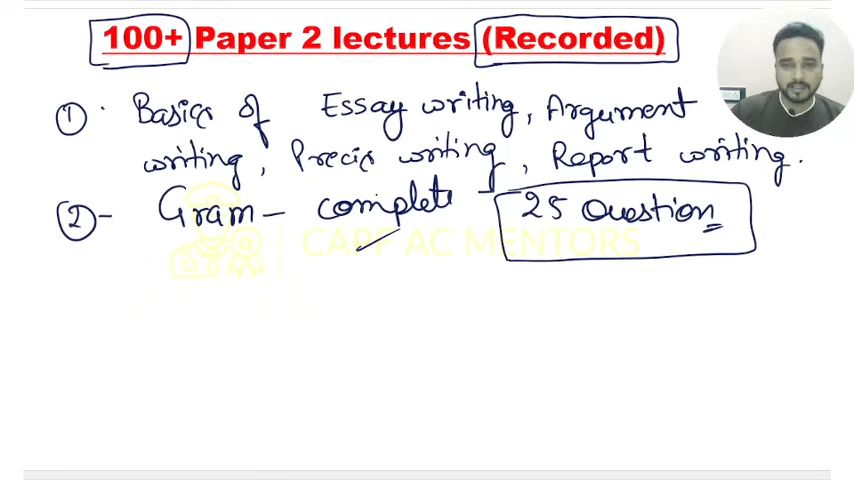 100+ Paper 2 lectures (Recorded)
① Basics of Essay writing, Argument
writing, Precis writing, Report writing.
② - Gram - complete - 25 Question
CAPF AC MENTORS